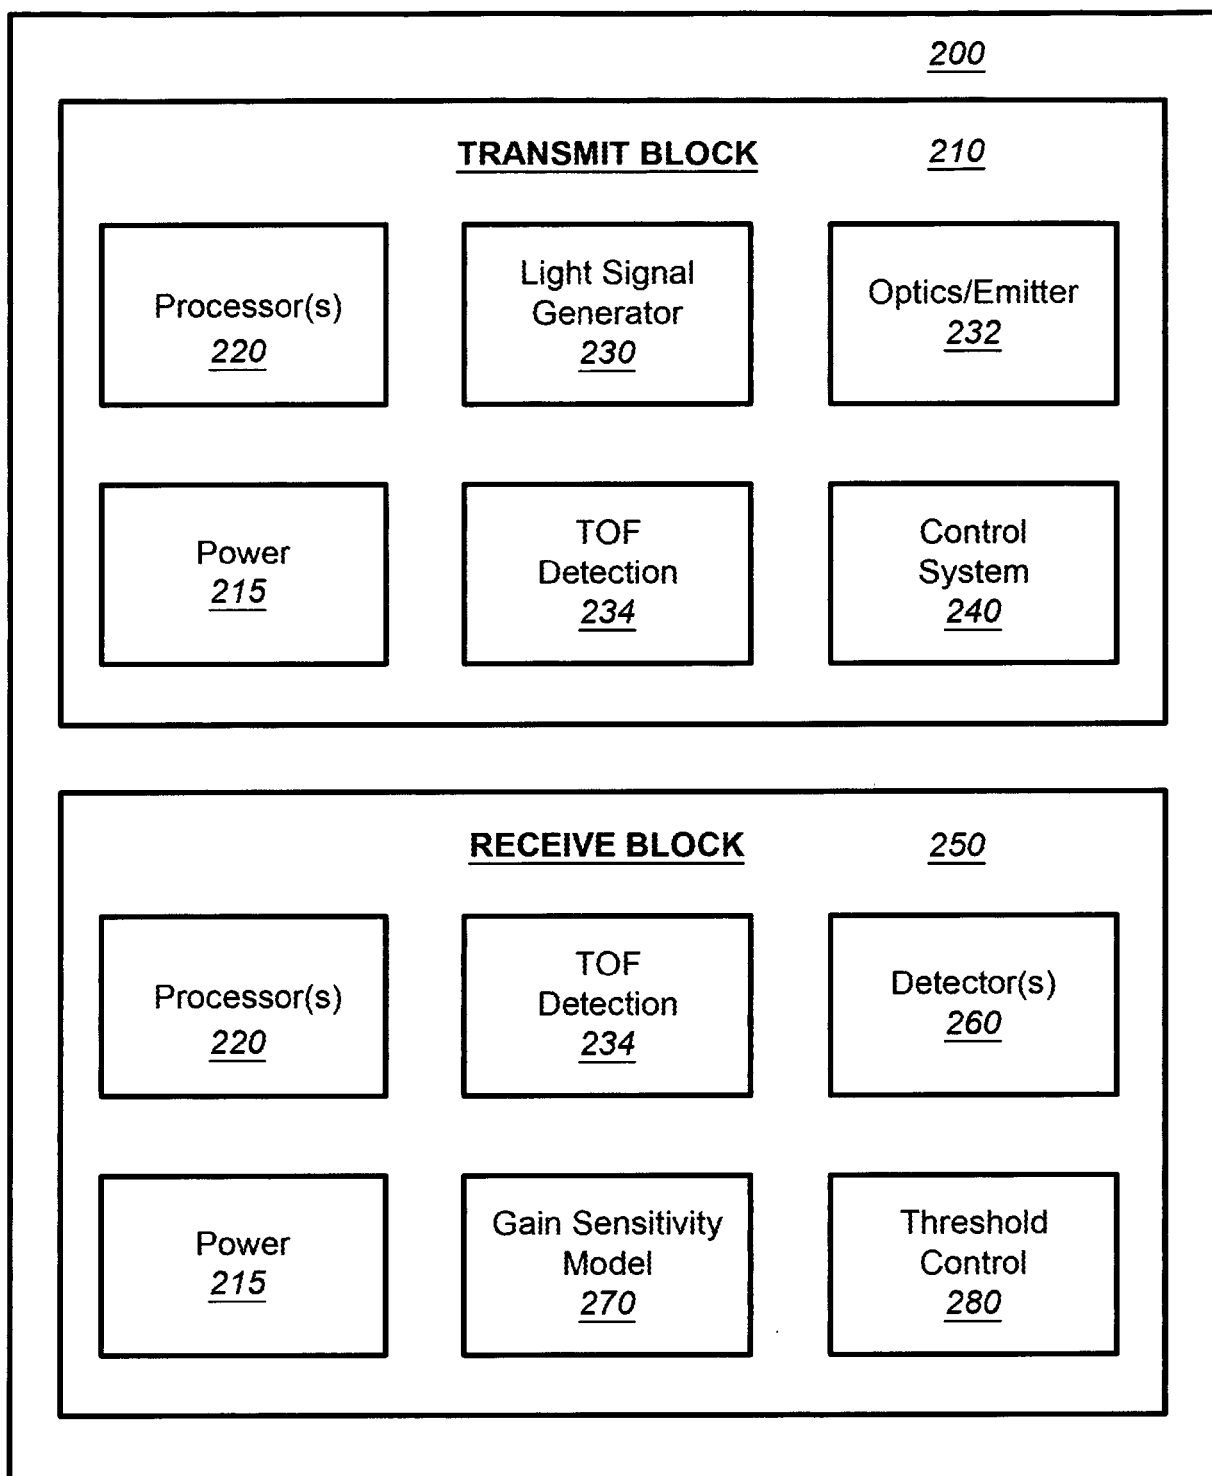 200
TRANSMIT BLOCK 210
Processor(s)
220
Light Signal
Generator
230
Optics/Emitter
232
Power
215
TOF
Detection
234
Control
System
240
RECEIVE BLOCK 250
Processor(s)
220
TOF
Detection
234
Detector(s)
260
Power
215
Gain Sensitivity
Model
270
Threshold
Control
280